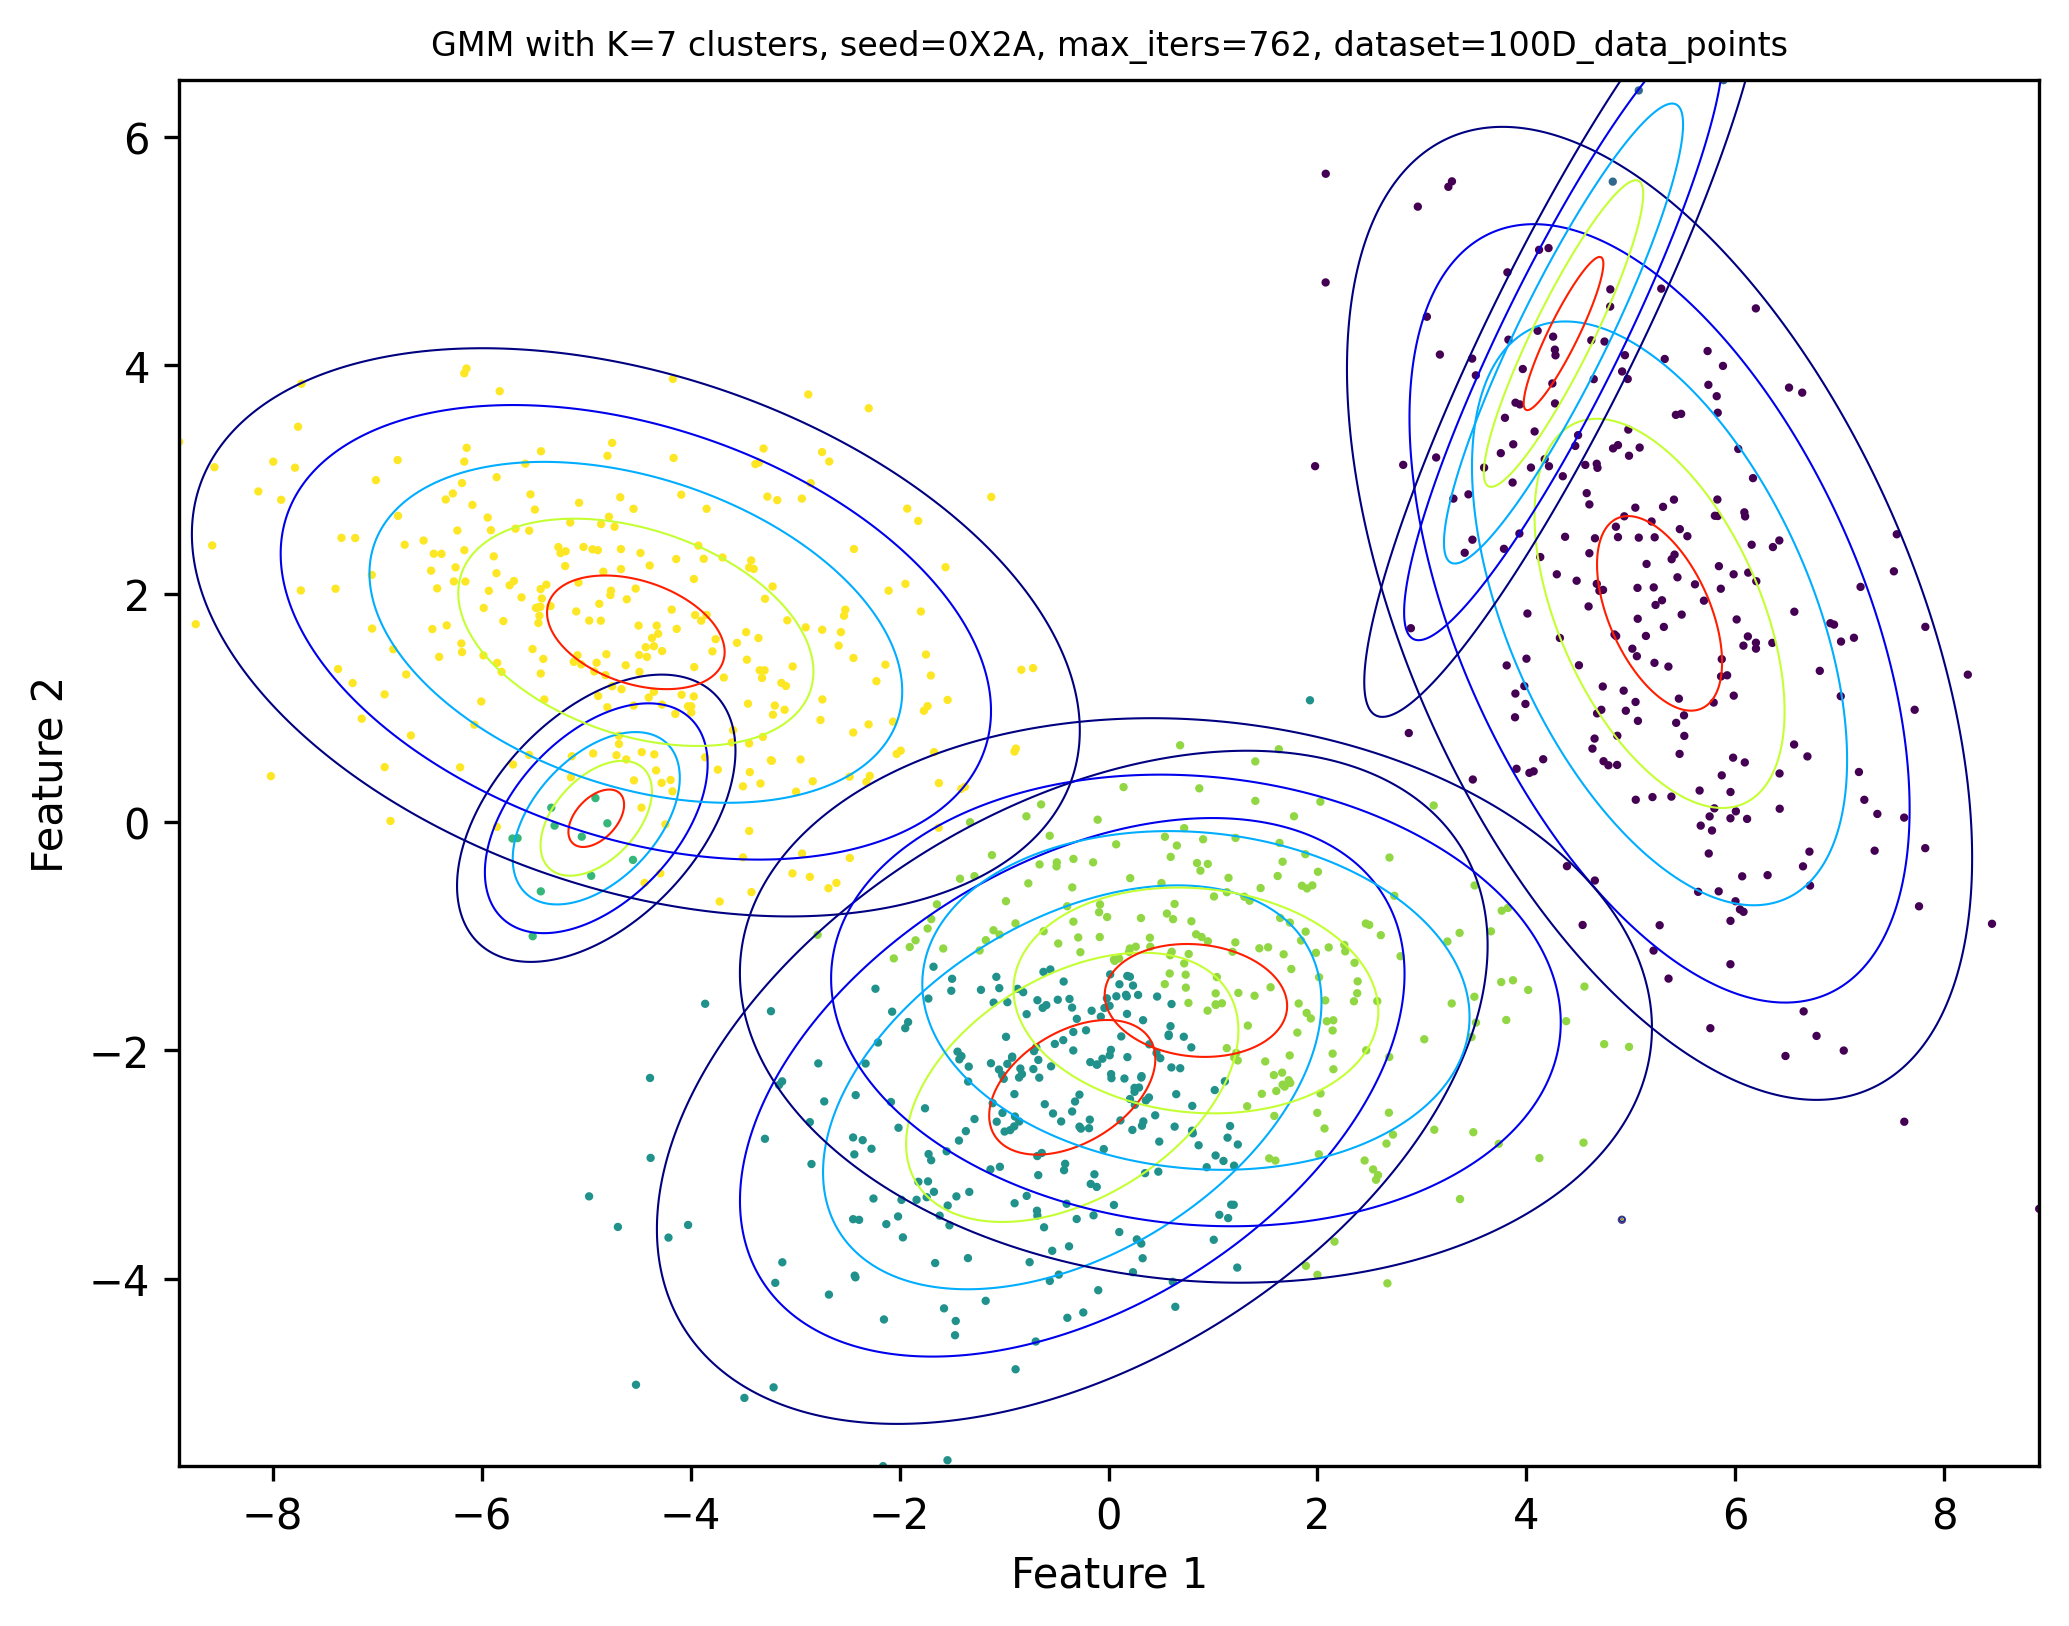 GMM with K=7 clusters, seed=0X2A, max_iters=762, dataset=100D_data_points
6
4
2
0
−2
−4
Feature 2
−8 −6 −4 −2 0 2 4 6 8
Feature 1